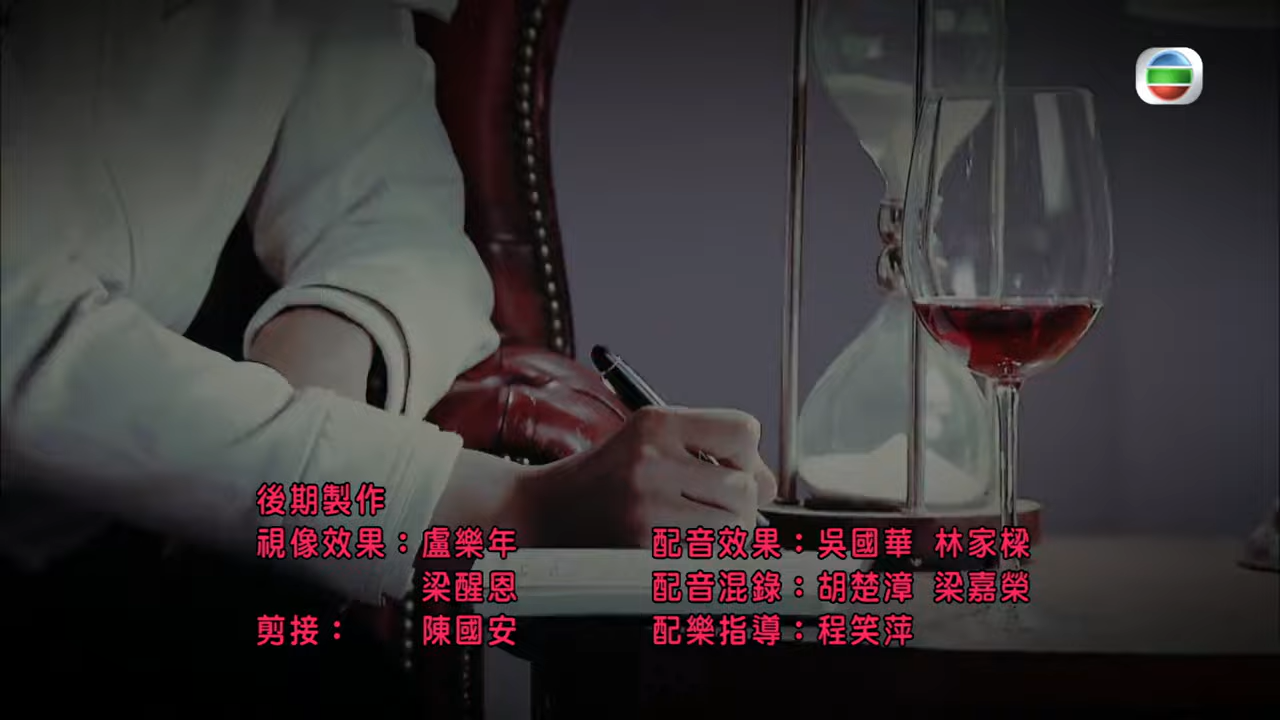 後期製作
視像效果：盧樂年 配音效果：吳國華 林家樑
梁醒恩 配音混錄：胡楚漳 梁嘉榮
剪接： 陳國安 配樂指導：程笑萍